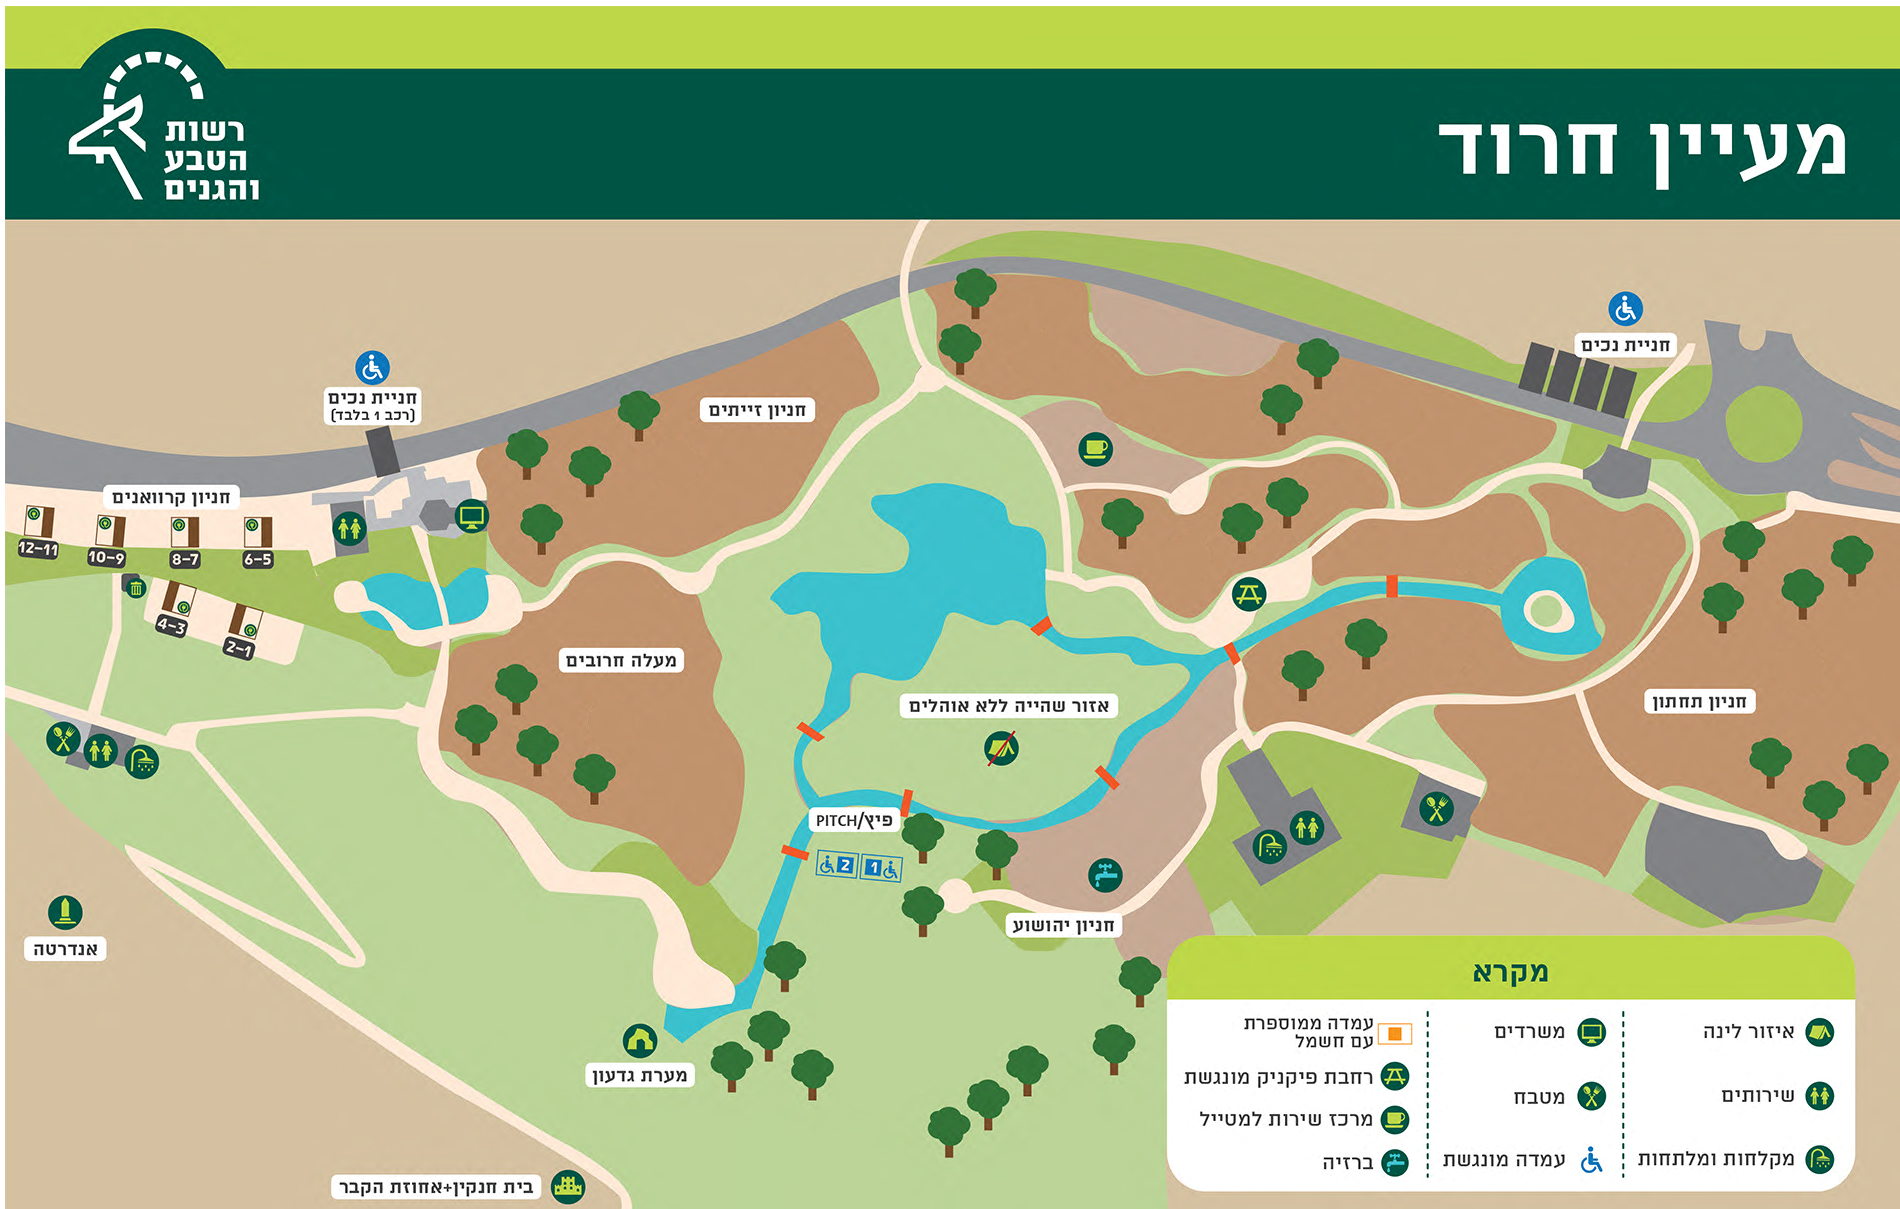 רשות
הטבע
והגנים
מעיין חרוד
חניית נכים
חניית נכים
(רכב 1 בלבד)
חניון זייתים
חניון קרוואנים
12-11
10-9
8-7
6-5
4-3
2-1
מעלה חרובים
אזור שהייה ללא אוהלים
חניון תחתון
פיץ/PITCH
2
1
חניון יהושוע
אנדרטה
מערת גדעון
בית חנקין+אחוזת הקבר
מקרא
איזור לינה
שירותים
מקלחות ומלתחות
משרדים
מטבח
עמדה מונגשת
עמדה ממוספרת
עם חשמל
רחבת פיקניק מונגשת
מרכז שירות למטייל
ברזיה